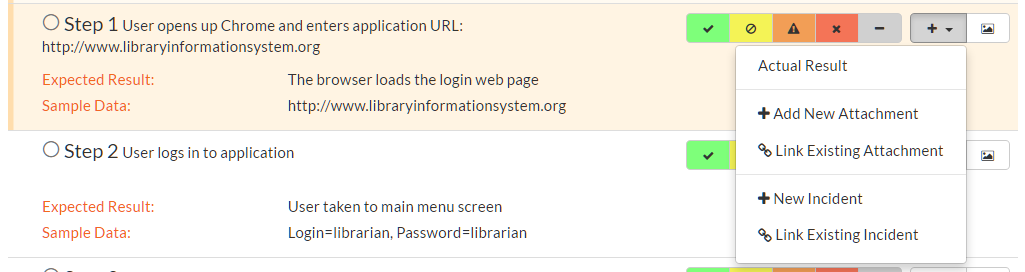 Step 1 User opens up Chrome and enters application URL:
http://www.libraryinformationsystem.org
Expected Result: The browser loads the login web page
Sample Data: http://www.libraryinformationsystem.org
Actual Result
Add New Attachment
Link Existing Attachment
New Incident
Link Existing Incident
Step 2 User logs in to application
Expected Result: User taken to main menu screen
Sample Data: Login=librarian, Password=librarian